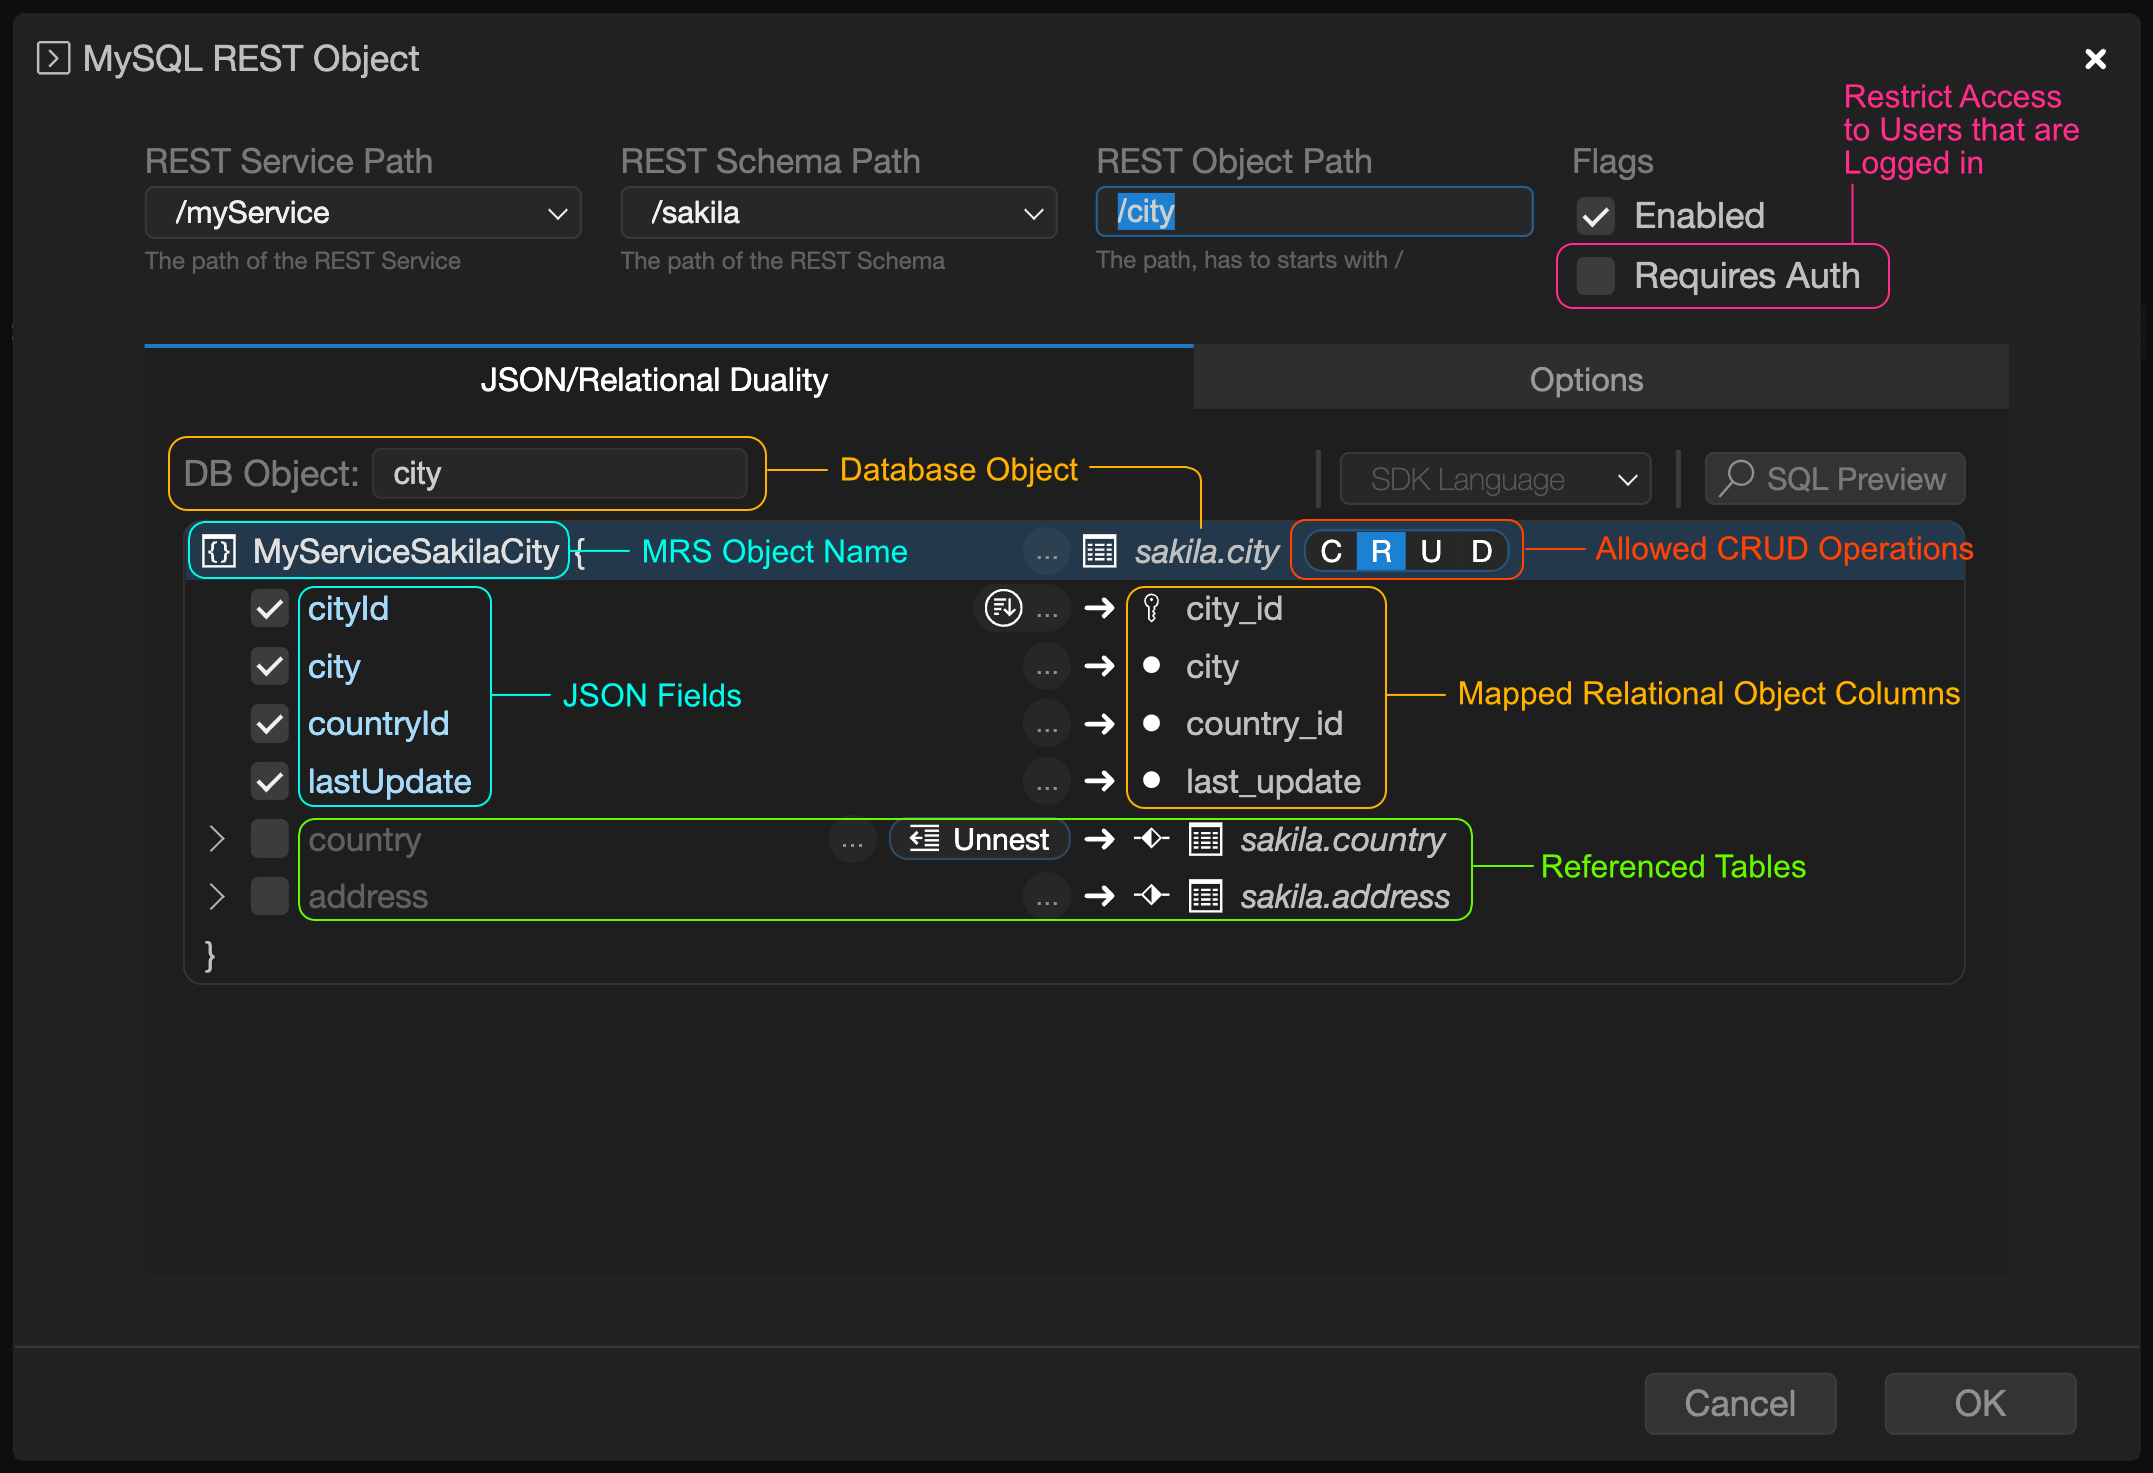 MySQL REST Object
Restrict Access
to Users that are
Logged in
REST Service Path
REST Schema Path
REST Object Path
Flags
/myService
/sakila
/city
Enabled
The path of the REST Service
The path of the REST Schema
The path, has to starts with /
Requires Auth
JSON/Relational Duality
Options
DB Object:
city
Database Object
SDK Language
SQL Preview
{} MyServiceSakilaCity {
MRS Object Name
...
sakila.city
C R U D
Allowed CRUD Operations
cityId
...
city_id
city
...
city
countryId
...
country_id
lastUpdate
...
last_update
JSON Fields
Mapped Relational Object Columns
country
...
Unnest
sakila.country
address
...
sakila.address
Referenced Tables
}
Cancel
OK